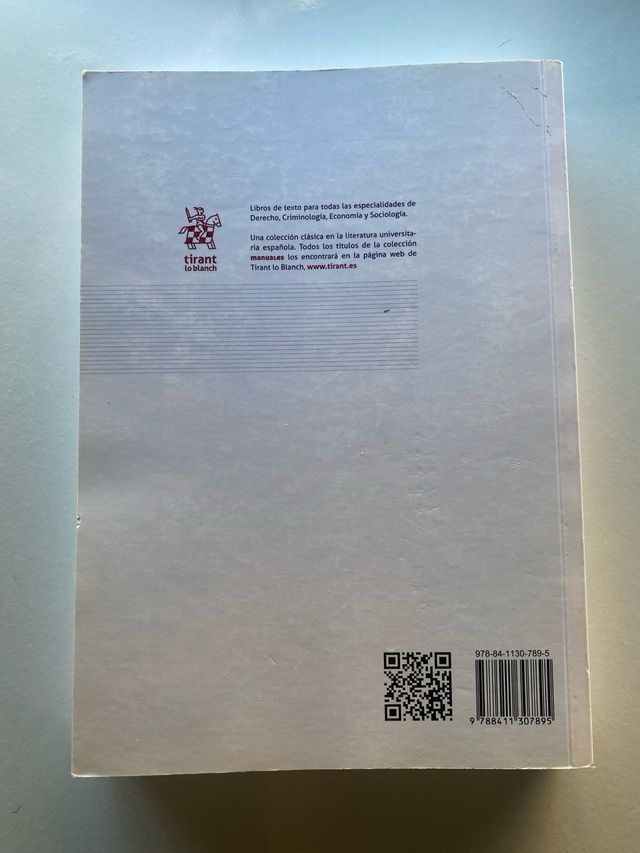 Libros de texto para todas las especialidades de
Derecho, Criminología, Economía y Sociología.
Una colección clásica en la literatura universita-
ria española. Todos los títulos de la colección
manuales los encontrará en la página web de
Tirant lo Blanch, www.tirant.es
tirant
lo blanch
978-84-1130-789-5
9 788411 307895